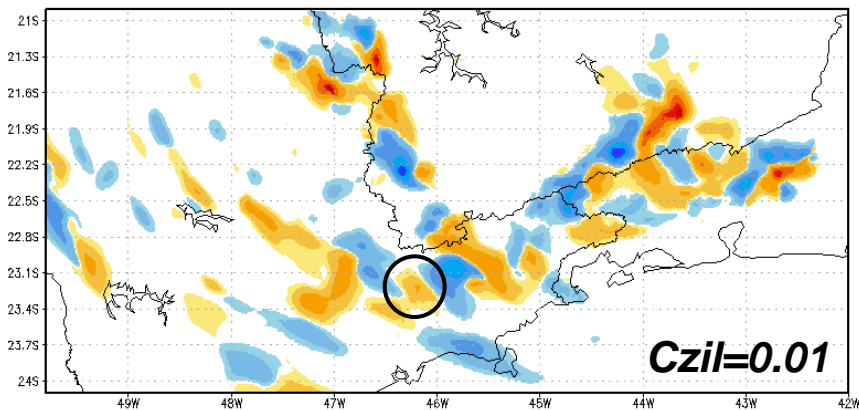 21S
21.3S
21.6S
21.9S
22.2S
22.5S
22.8S
23.1S
23.4S
23.7S
24S
Czil=0.01
49W 48W 47W 46W 45W 44W 43W 42W